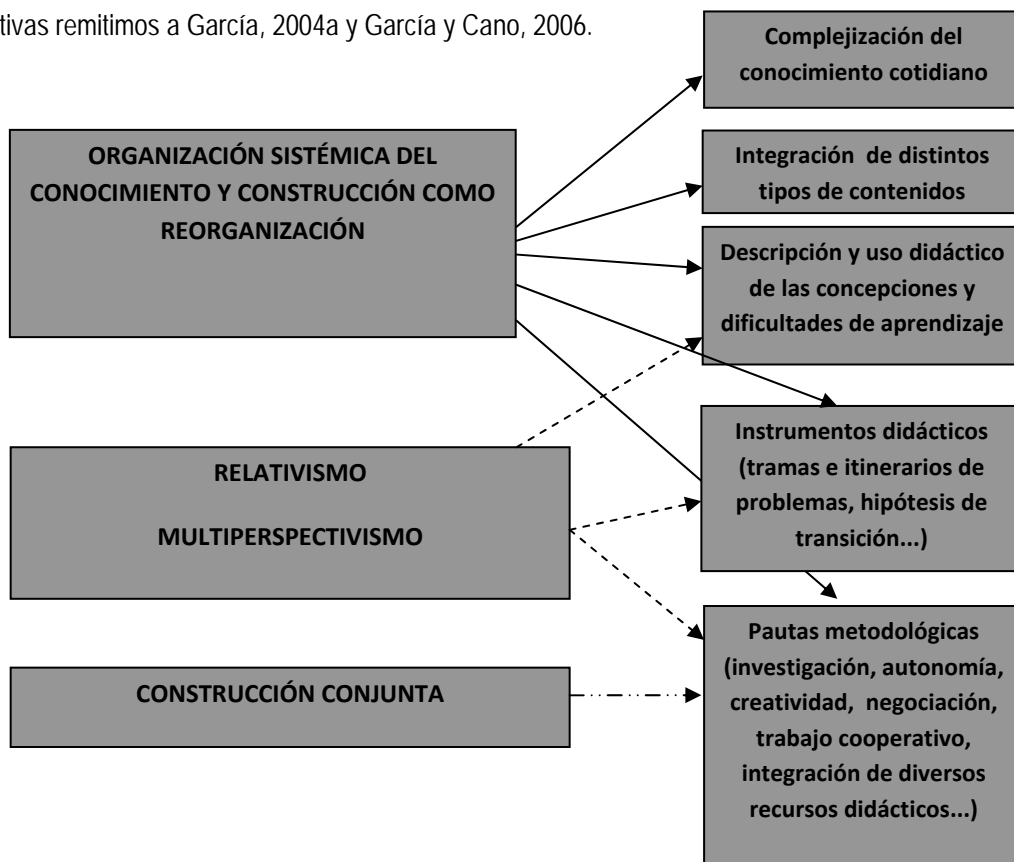 tivas remitimos a García, 2004a y García y Cano, 2006.
Complejización del
conocimiento cotidiano
ORGANIZACIÓN SISTÉMICA DEL
CONOCIMIENTO Y CONSTRUCCIÓN COMO
REORGANIZACIÓN
Integración de distintos
tipos de contenidos
Descripción y uso didáctico
de las concepciones y
dificultades de aprendizaje
RELATIVISMO
MULTIPERSPECTIVISMO
Instrumentos didácticos
(tramas e itinerarios de
problemas, hipótesis de
transición...)
CONSTRUCCIÓN CONJUNTA
Pautas metodológicas
(investigación, autonomía,
creatividad, negociación,
trabajo cooperativo,
integración de diversos
recursos didácticos...)